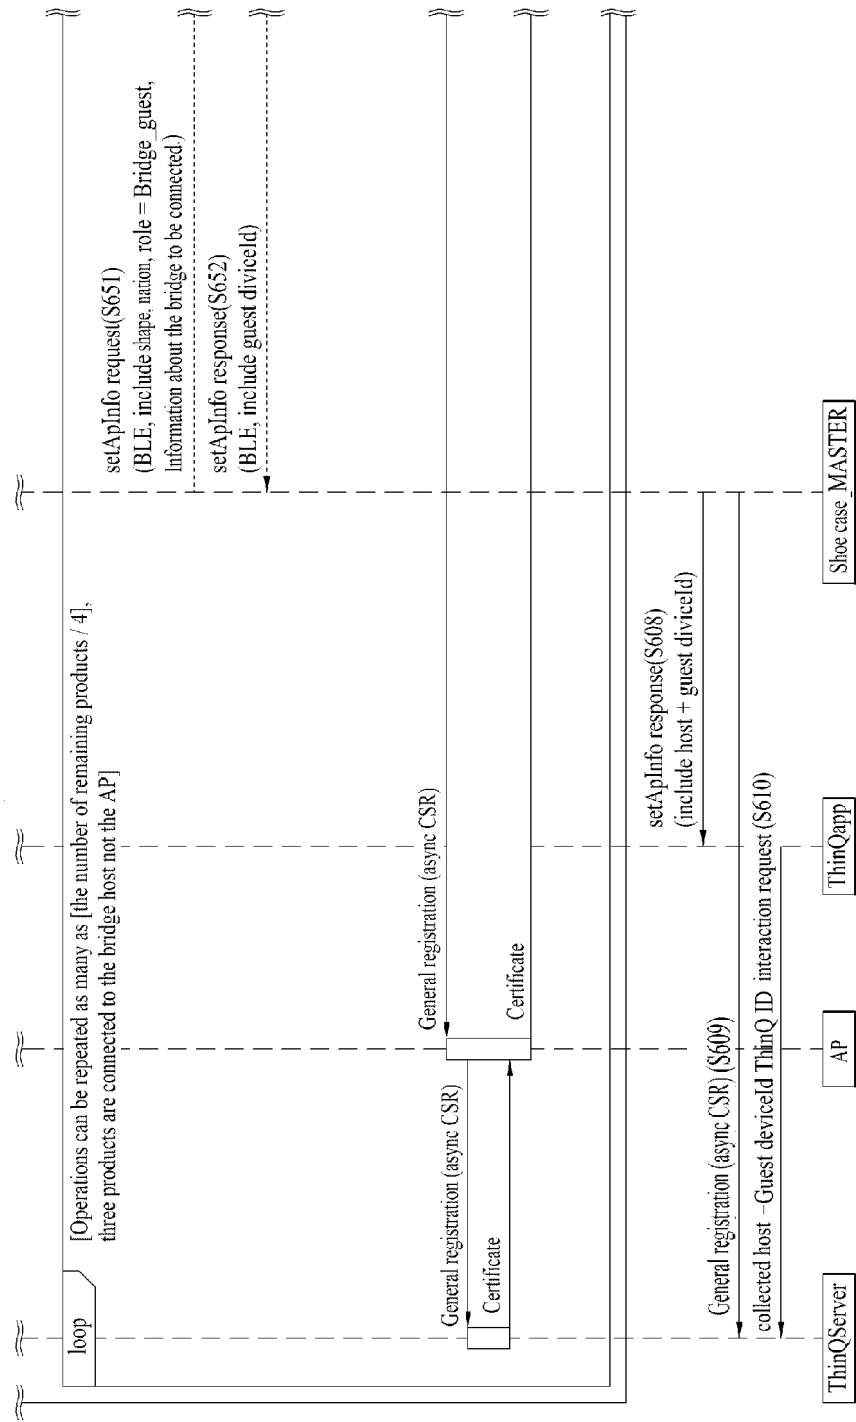 loop
[Operations can be repeated as many as [the number of remaining products / 4],
three products are connected to the bridge host not the AP]
setApInfo request(S651)
(BLE, include shape, nation, role = Bridge_guest,
Information about the bridge to be connected.)
setApInfo response(S652)
(BLE, include guest diviceId)
General registration (async CSR)
General registration (async CSR)
Certificate
Certificate
setApInfo response(S608)
(include host + guest diviceId)
General registration (async CSR) (S609)
collected host –Guest deviceId ThinQ ID interaction request (S610)
ThinQServer
AP
ThinQapp
Shoe case_MASTER